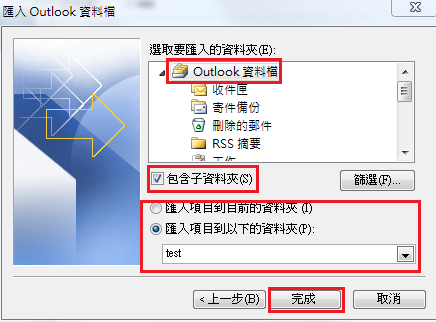 匯入 Outlook 資料檔
選取要匯入的資料夾(E):
Outlook 資料檔
收件匣
寄件備份
刪除的郵件
RSS 摘要
包含子資料夾(S)
篩選(F)...
匯入項目到目前的資料夾 (I)
匯入項目到以下的資料夾(P):
test
< 上一步(B)
完成
取消